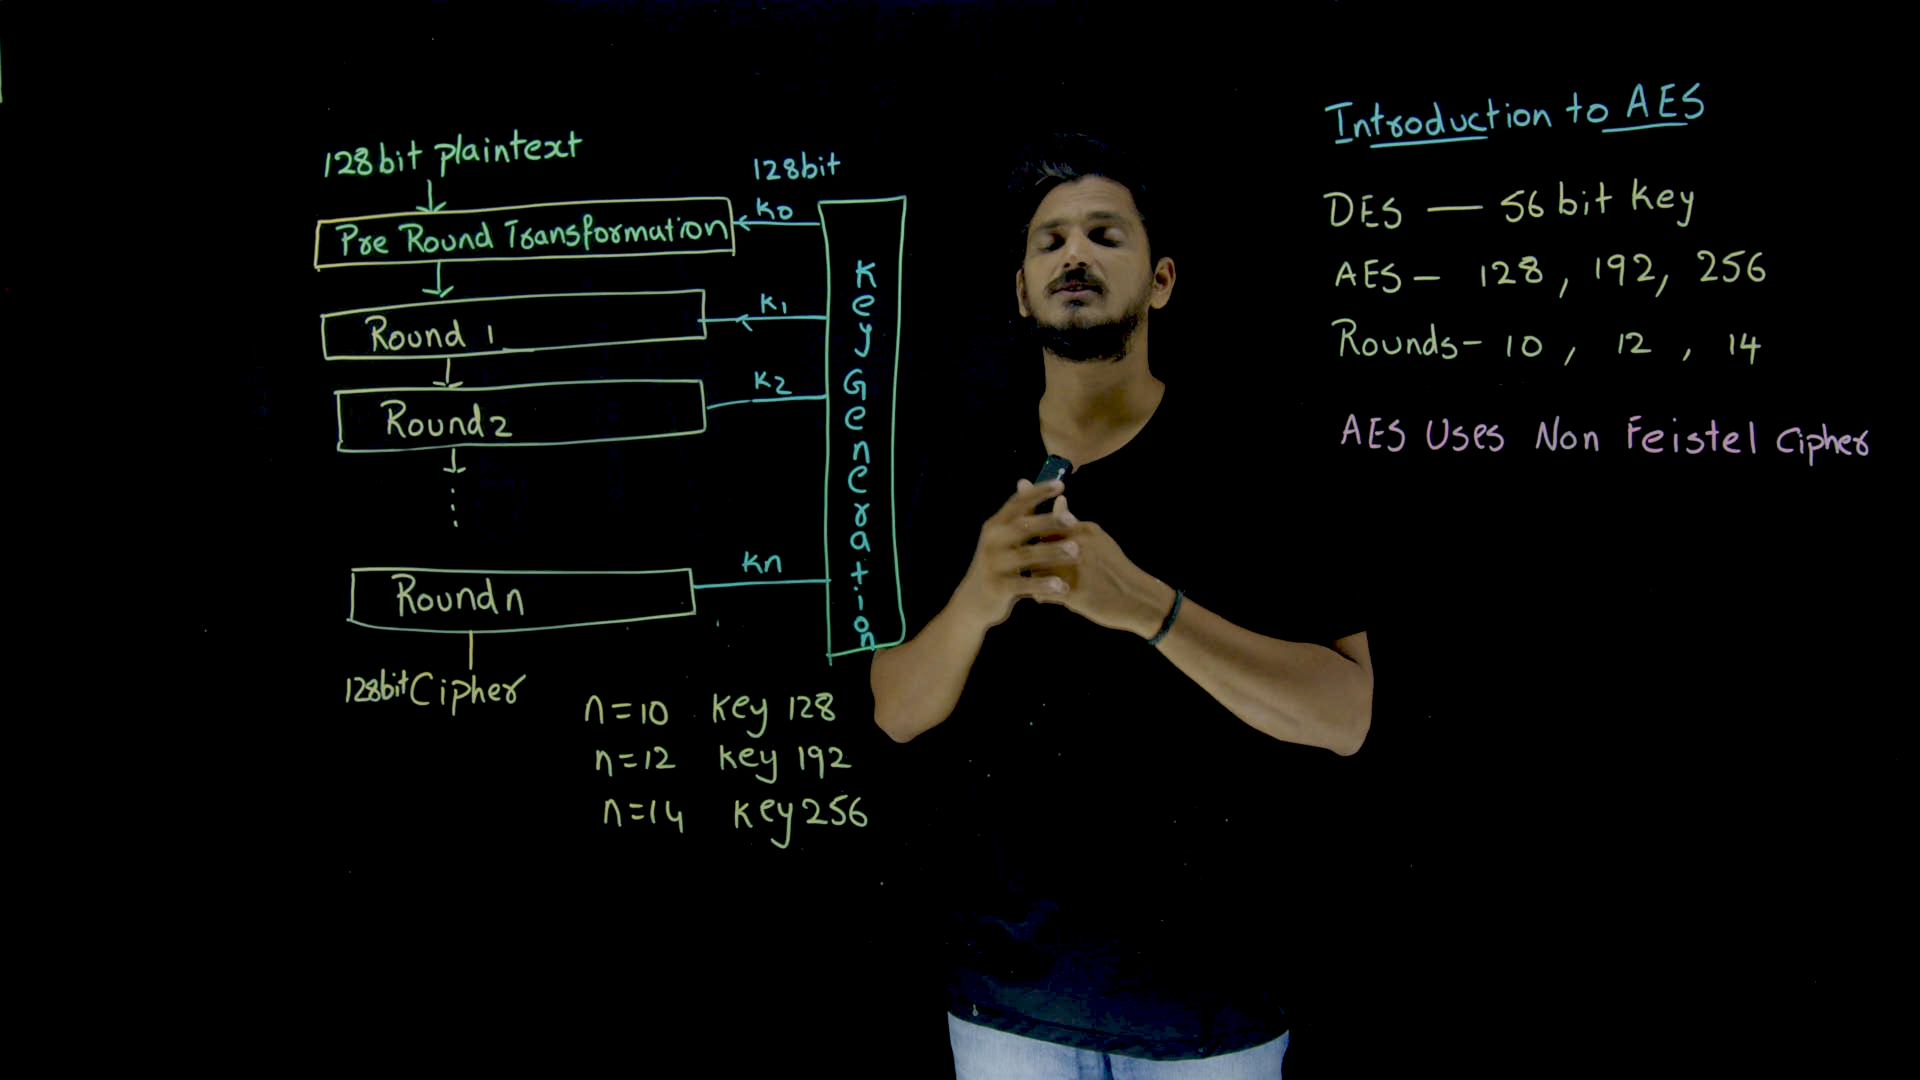 128bit plaintext
Pre Round Transformation
Round 1
Round 2
Round n
128bit Cipher
128bit
K0
K1
K2
Kn
Key Generation
n=10 key 128
n=12 key 192
n=14 key 256
Introduction to AES
DES — 56 bit key
AES - 128, 192, 256
Rounds - 10, 12, 14
AES Uses Non Feistel Cipher